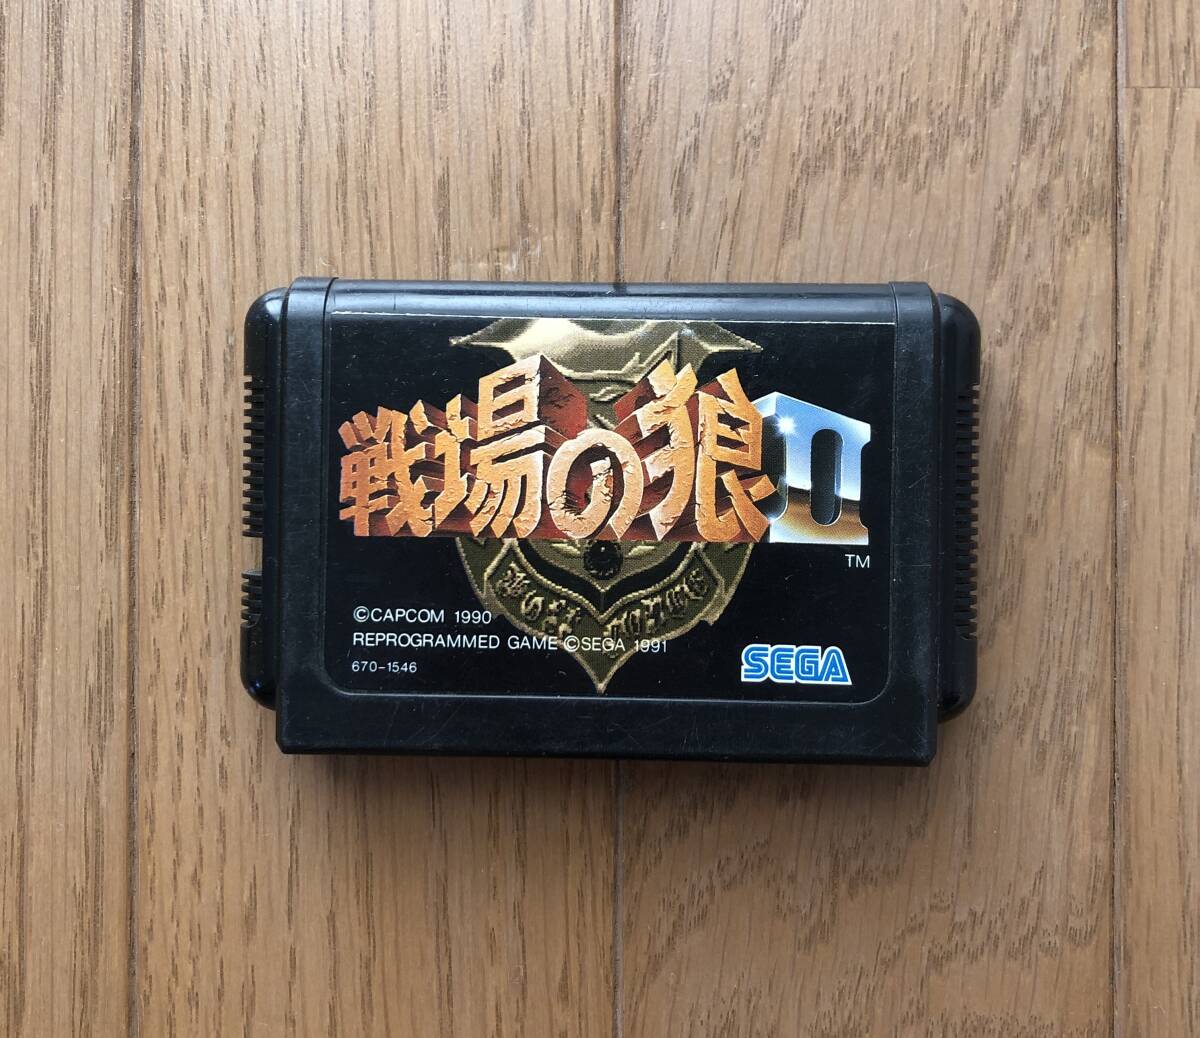 戦場の狼II
TM
©CAPCOM 1990
REPROGRAMMED GAME ©SEGA 1991
670-1546
SEGA